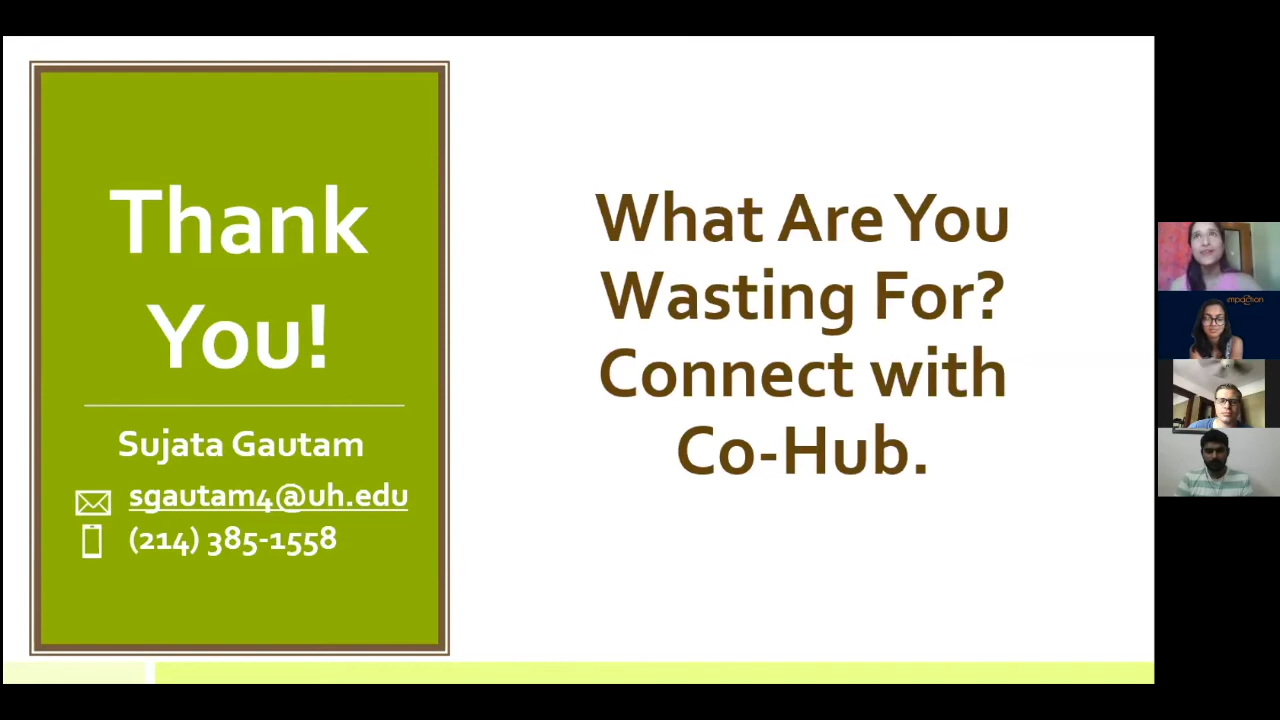 Thank
You!
Sujata Gautam
sgautam4@uh.edu
(214) 385-1558
What Are You
Wasting For?
Connect with
Co-Hub.
impaction